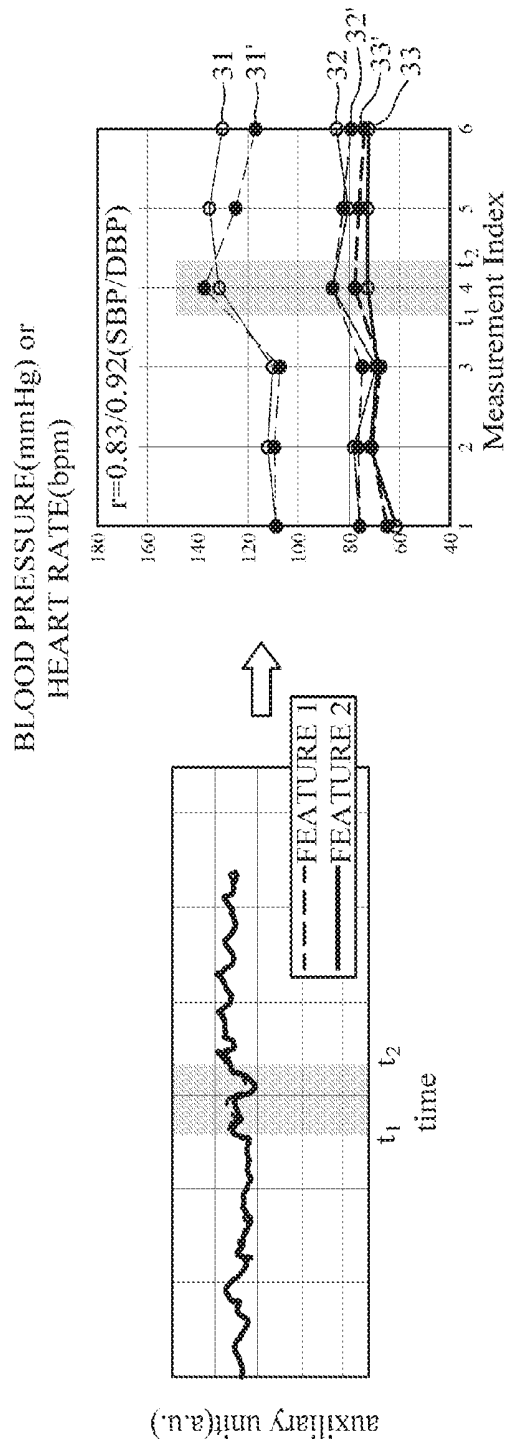 auxiliary unit(a.u.)
t1
t2
time
FEATURE 1
FEATURE 2
BLOOD PRESSURE(mmHg) or
HEART RATE(bpm)
180
160
140
120
100
80
60
40
r=0.83/0.92(SBP/DBP)
31
31'
32
32'
33'
33
1
2
3
t1
4
t2
5
6
Measurement Index